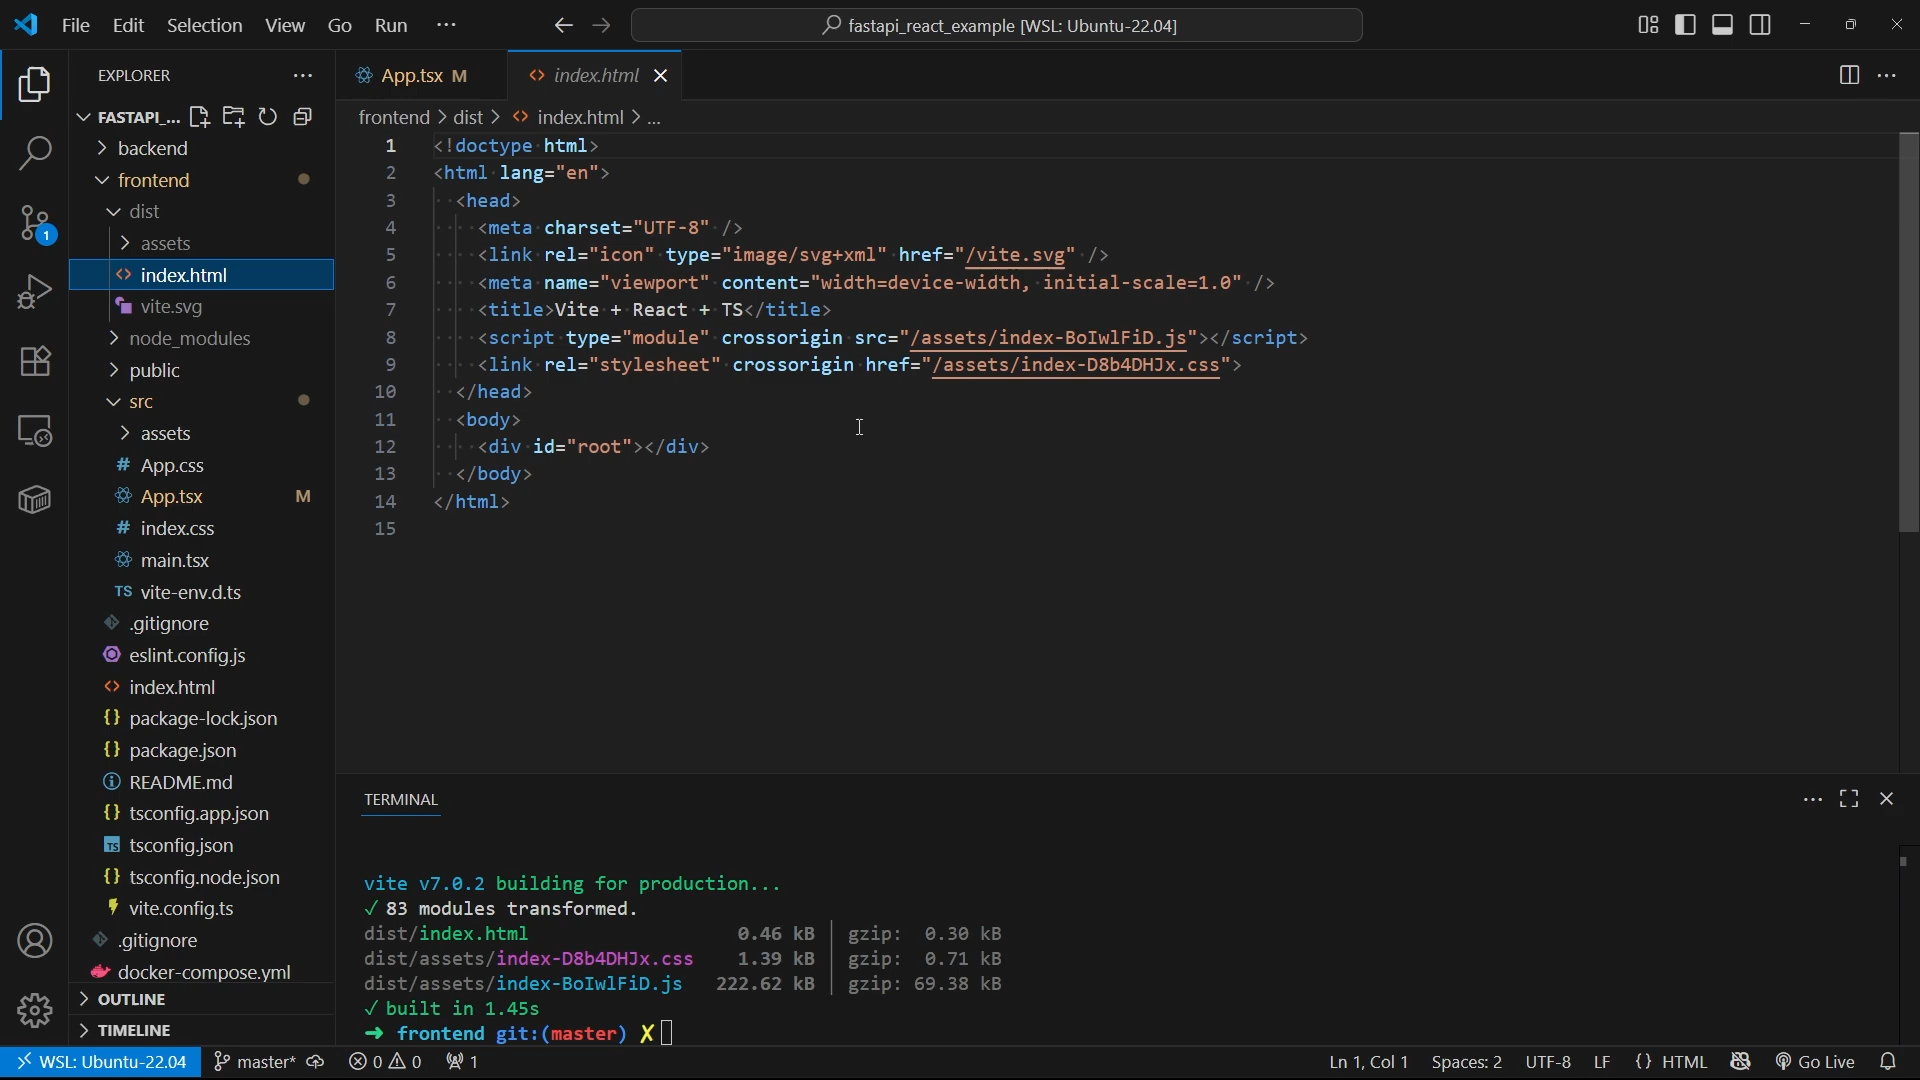 File Edit Selection View Go Run ···
fastapi_react_example [WSL: Ubuntu-22.04]
EXPLORER
FASTAPI_...
backend
frontend
dist
assets
index.html
vite.svg
node_modules
public
src
assets
App.css
App.tsx M
index.css
main.tsx
TS vite-env.d.ts
.gitignore
eslint.config.js
index.html
package-lock.json
package.json
README.md
tsconfig.app.json
tsconfig.json
tsconfig.node.json
vite.config.ts
.gitignore
docker-compose.yml
OUTLINE
TIMELINE
App.tsx M index.html
frontend > dist > index.html > ...
1 <!doctype html>
2 <html lang="en">
3 <head>
4 <meta charset="UTF-8" />
5 <link rel="icon" type="image/svg+xml" href="/vite.svg" />
6 <meta name="viewport" content="width=device-width, initial-scale=1.0" />
7 <title>Vite + React + TS</title>
8 <script type="module" crossorigin src="/assets/index-BoIwlFiD.js"></script>
9 <link rel="stylesheet" crossorigin href="/assets/index-D8b4DHJx.css">
10 </head>
11 <body>
12 <div id="root"></div>
13 </body>
14 </html>
15
TERMINAL
vite v7.0.2 building for production...
✓ 83 modules transformed.
dist/index.html 0.46 kB │ gzip: 0.30 kB
dist/assets/index-D8b4DHJx.css 1.39 kB │ gzip: 0.71 kB
dist/assets/index-BoIwlFiD.js 222.62 kB │ gzip: 69.38 kB
✓ built in 1.45s
➜ frontend git:(master) ✗
WSL: Ubuntu-22.04 master* 0 0 1 Ln 1, Col 1 Spaces: 2 UTF-8 LF {} HTML Go Live